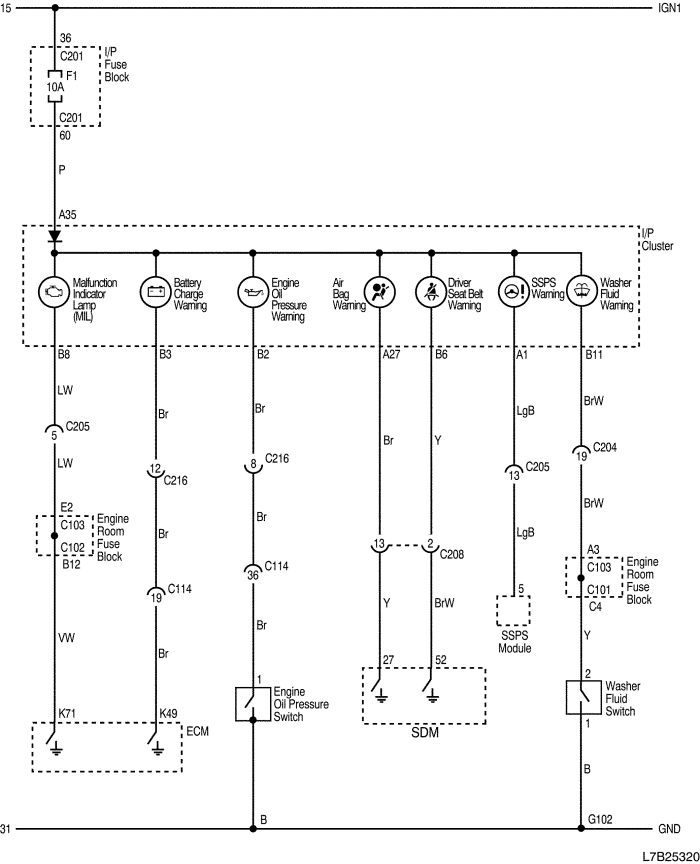 15
IGN1
36
C201
F1
10A
C201
60
I/P
Fuse
Block
P
A35
I/P
Cluster
Malfunction
Indicator
Lamp
(MIL)
Battery
Charge
Warning
Engine
Oil
Pressure
Warning
Air
Bag
Warning
Driver
Seat Belt
Warning
SSPS
Warning
Washer
Fluid
Warning
B8
B3
B2
A27
B6
A1
B11
LW
Br
Br
Br
Y
LgB
BrW
C205
5
12
C216
8
C216
C205
13
C204
19
LW
Br
Br
LgB
BrW
E2
C103
C102
B12
Engine
Room
Fuse
Block
19
C114
36
C114
13
2
C208
A3
C103
C101
C4
Engine
Room
Fuse
Block
5
SSPS
Module
VW
Br
Br
Y
BrW
Y
K71
K49
ECM
1
Engine
Oil Pressure
Switch
27
52
SDM
2
Washer
Fluid
Switch
1
B
31
B
G102
GND
L7B25320